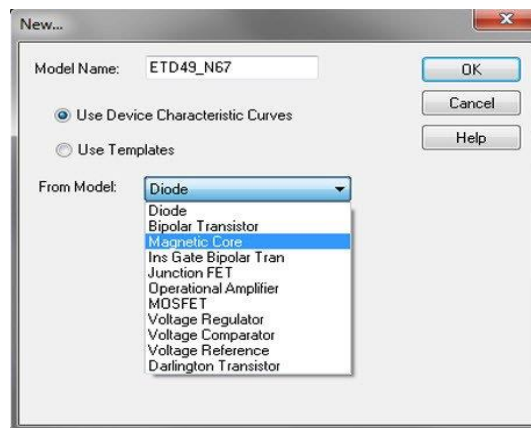 New...
Model Name: ETD49_N67
OK
Cancel
Use Device Characteristic Curves
Help
Use Templates
From Model: Diode
Diode
Bipolar Transistor
Magnetic Core
Ins Gate Bipolar Tran
Junction FET
Operational Amplifier
MOSFET
Voltage Regulator
Voltage Comparator
Voltage Reference
Darlington Transistor